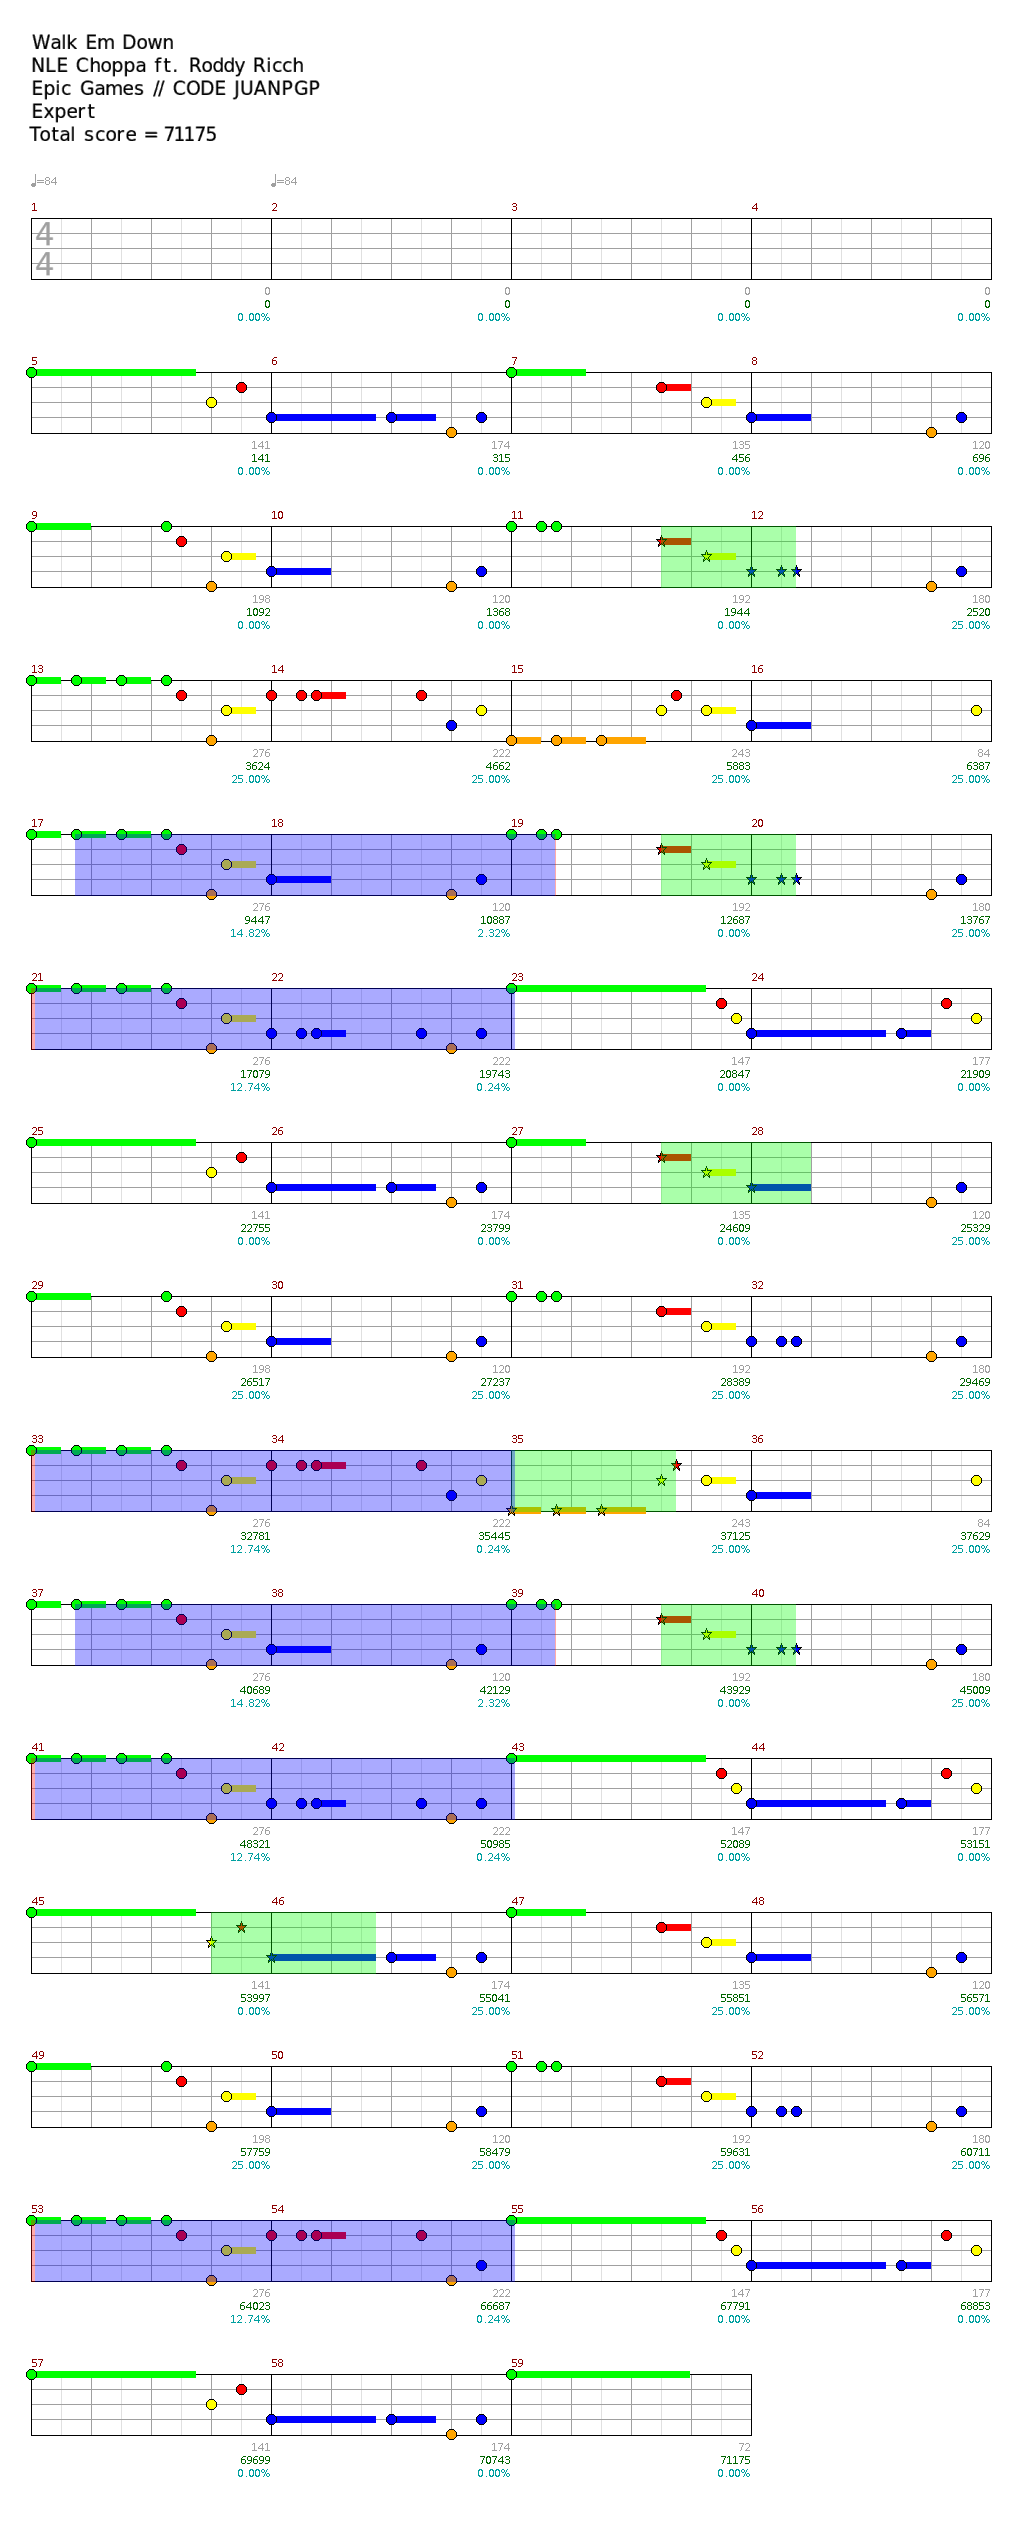 Walk Em Down
NLE Choppa ft. Roddy Ricch
Epic Games // CODE JUANPGP
Expert
Total score = 71175
♩=84 ♩=84
1 2 3 4
4
4
0 0 0 0
0 0 0 0
0.00% 0.00% 0.00% 0.00%
5 6 7 8
141 174 135 120
141 315 456 696
0.00% 0.00% 0.00% 0.00%
9 10 11 12
198 120 192 180
1092 1368 1944 2520
0.00% 0.00% 0.00% 25.00%
13 14 15 16
276 222 243 84
3624 4662 5883 6387
25.00% 25.00% 25.00% 25.00%
17 18 19 20
276 120 192 180
9447 10887 12687 13767
14.82% 2.32% 0.00% 25.00%
21 22 23 24
276 222 147 177
17079 19743 20847 21909
12.74% 0.24% 0.00% 0.00%
25 26 27 28
141 174 135 120
22755 23799 24609 25329
0.00% 0.00% 0.00% 25.00%
29 30 31 32
198 120 192 180
26517 27237 28389 29469
25.00% 25.00% 25.00% 25.00%
33 34 35 36
276 222 243 84
32781 35445 37125 37629
12.74% 0.24% 25.00% 25.00%
37 38 39 40
276 120 192 180
40689 42129 43929 45009
14.82% 2.32% 0.00% 25.00%
41 42 43 44
276 222 147 177
48321 50985 52089 53151
12.74% 0.24% 0.00% 0.00%
45 46 47 48
141 174 135 120
53997 55041 55851 56571
0.00% 25.00% 25.00% 25.00%
49 50 51 52
198 120 192 180
57759 58479 59631 60711
25.00% 25.00% 25.00% 25.00%
53 54 55 56
276 222 147 177
64023 66687 67791 68853
12.74% 0.24% 0.00% 0.00%
57 58 59
141 174 72
69699 70743 71175
0.00% 0.00% 0.00%